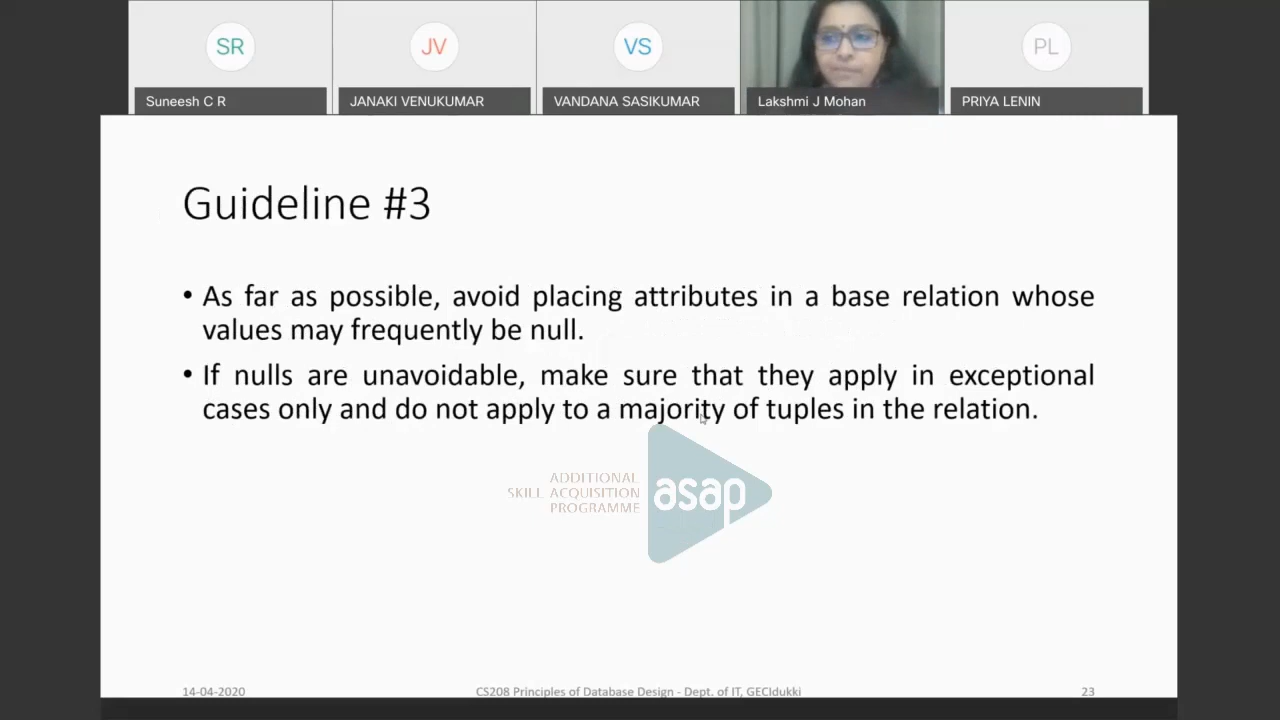 SR
JV
VS
PL
Suneesh C R
JANAKI VENUKUMAR
VANDANA SASIKUMAR
Lakshmi J Mohan
PRIYA LENIN
Guideline #3
• As far as possible, avoid placing attributes in a base relation whose
values may frequently be null.
• If nulls are unavoidable, make sure that they apply in exceptional
cases only and do not apply to a majority of tuples in the relation.
ADDITIONAL
SKILL ACQUISITION
PROGRAMME
asap
14-04-2020
CS208 Principles of Database Design - Dept. of IT, GECIdukki
23